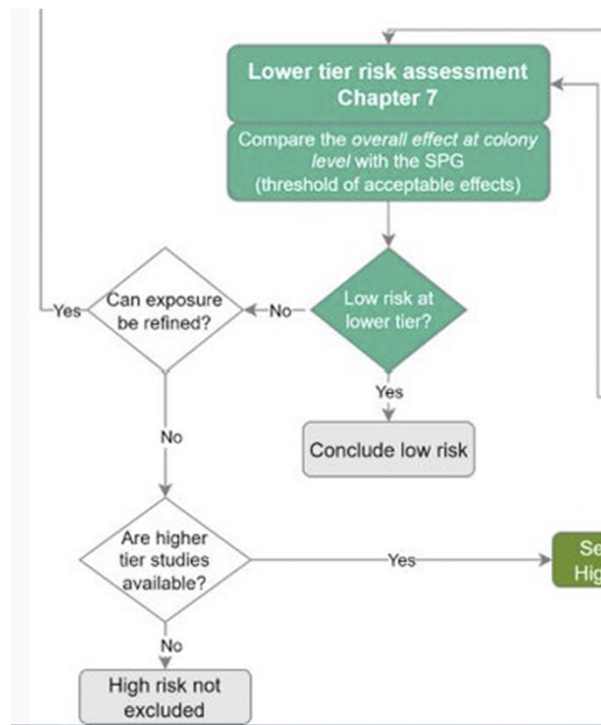 Lower tier risk assessment
Chapter 7
Compare the overall effect at colony
level with the SPG
(threshold of acceptable effects)
Can exposure
be refined?
Low risk at
lower tier?
Yes
No
Yes
No
Conclude low risk
Are higher
tier studies
available?
Yes
Se
Hig
No
High risk not
excluded